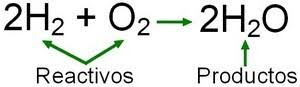 2H₂ + O₂ → 2H₂O
Reactivos Productos